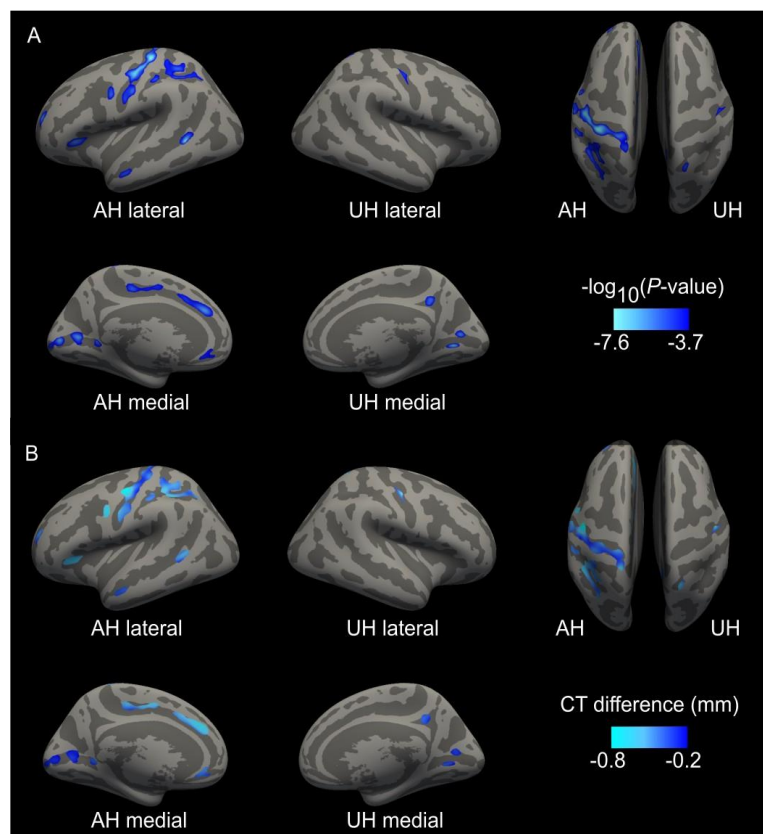 A
AH lateral
UH lateral
AH
UH
-log10(P-value)
-7.6
-3.7
AH medial
UH medial
B
AH lateral
UH lateral
AH
UH
CT difference (mm)
-0.8
-0.2
AH medial
UH medial